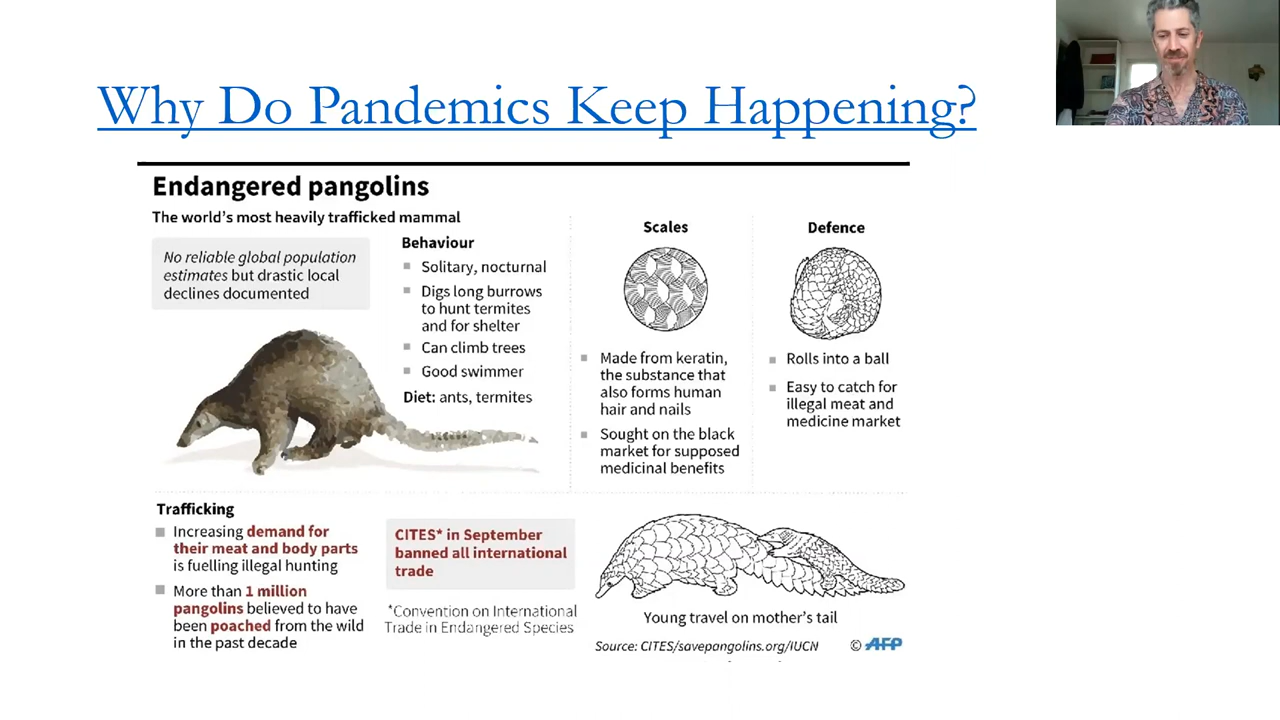 Why Do Pandemics Keep Happening?
Endangered pangolins
The world's most heavily trafficked mammal
No reliable global population
estimates but drastic local
declines documented
Behaviour
Solitary, nocturnal
Digs long burrows
to hunt termites
and for shelter
Can climb trees
Good swimmer
Diet: ants, termites
Scales
Made from keratin,
the substance that
also forms human
hair and nails
Sought on the black
market for supposed
medicinal benefits
Defence
Rolls into a ball
Easy to catch for
illegal meat and
medicine market
Trafficking
Increasing demand for
their meat and body parts
is fuelling illegal hunting
More than 1 million
pangolins believed to have
been poached from the wild
in the past decade
CITES* in September
banned all international
trade
*Convention on International
Trade in Endangered Species
Young travel on mother's tail
Source: CITES/savepangolins.org/IUCN
© AFP